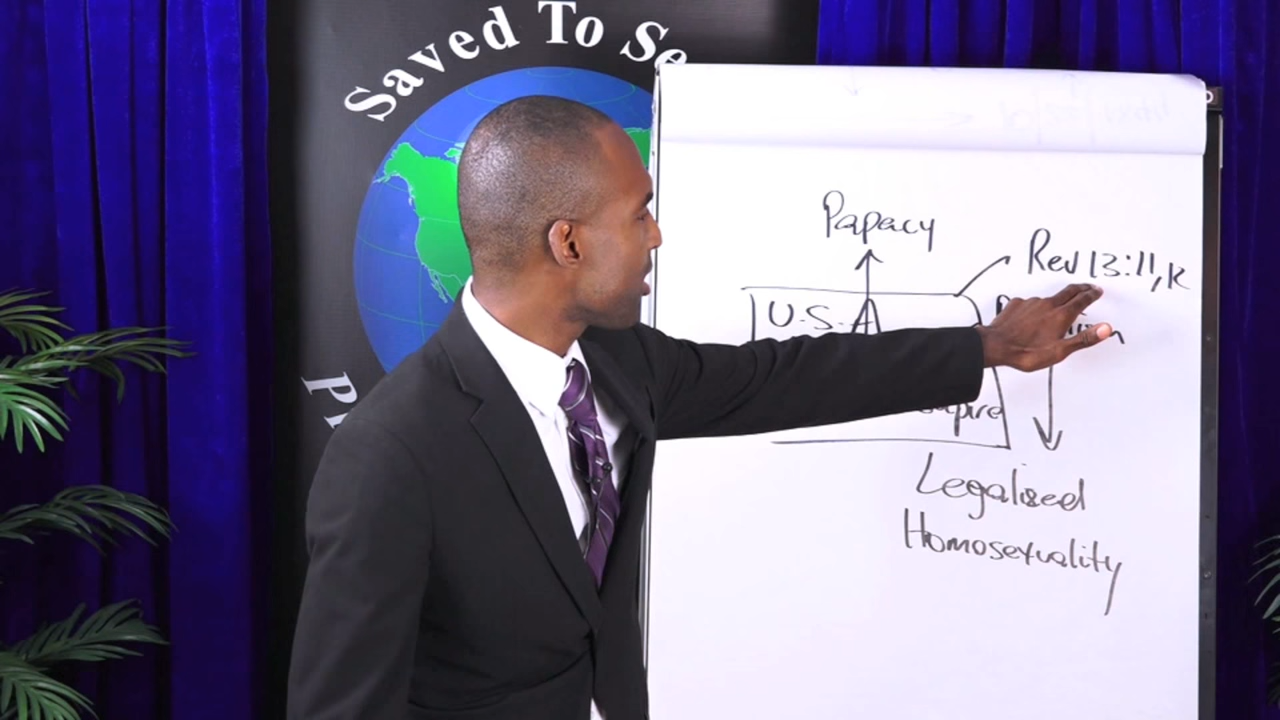 Saved To Se
Papacy
Rev 13:11,
U.S.A
Legalised
Homosexuality